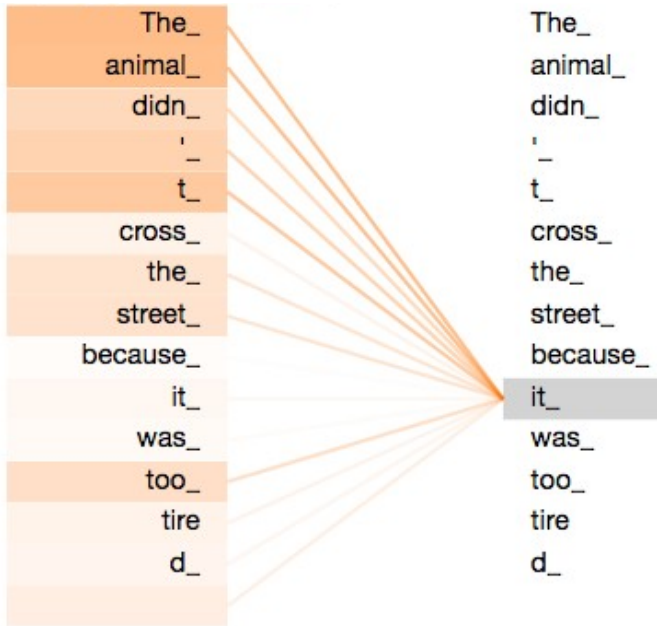 The_ The_
animal_ animal_
didn_ didn_
'_ '_
t_ t_
cross_ cross_
the_ the_
street_ street_
because_ because_
it_ it_
was_ was_
too_ too_
tire tire
d_ d_